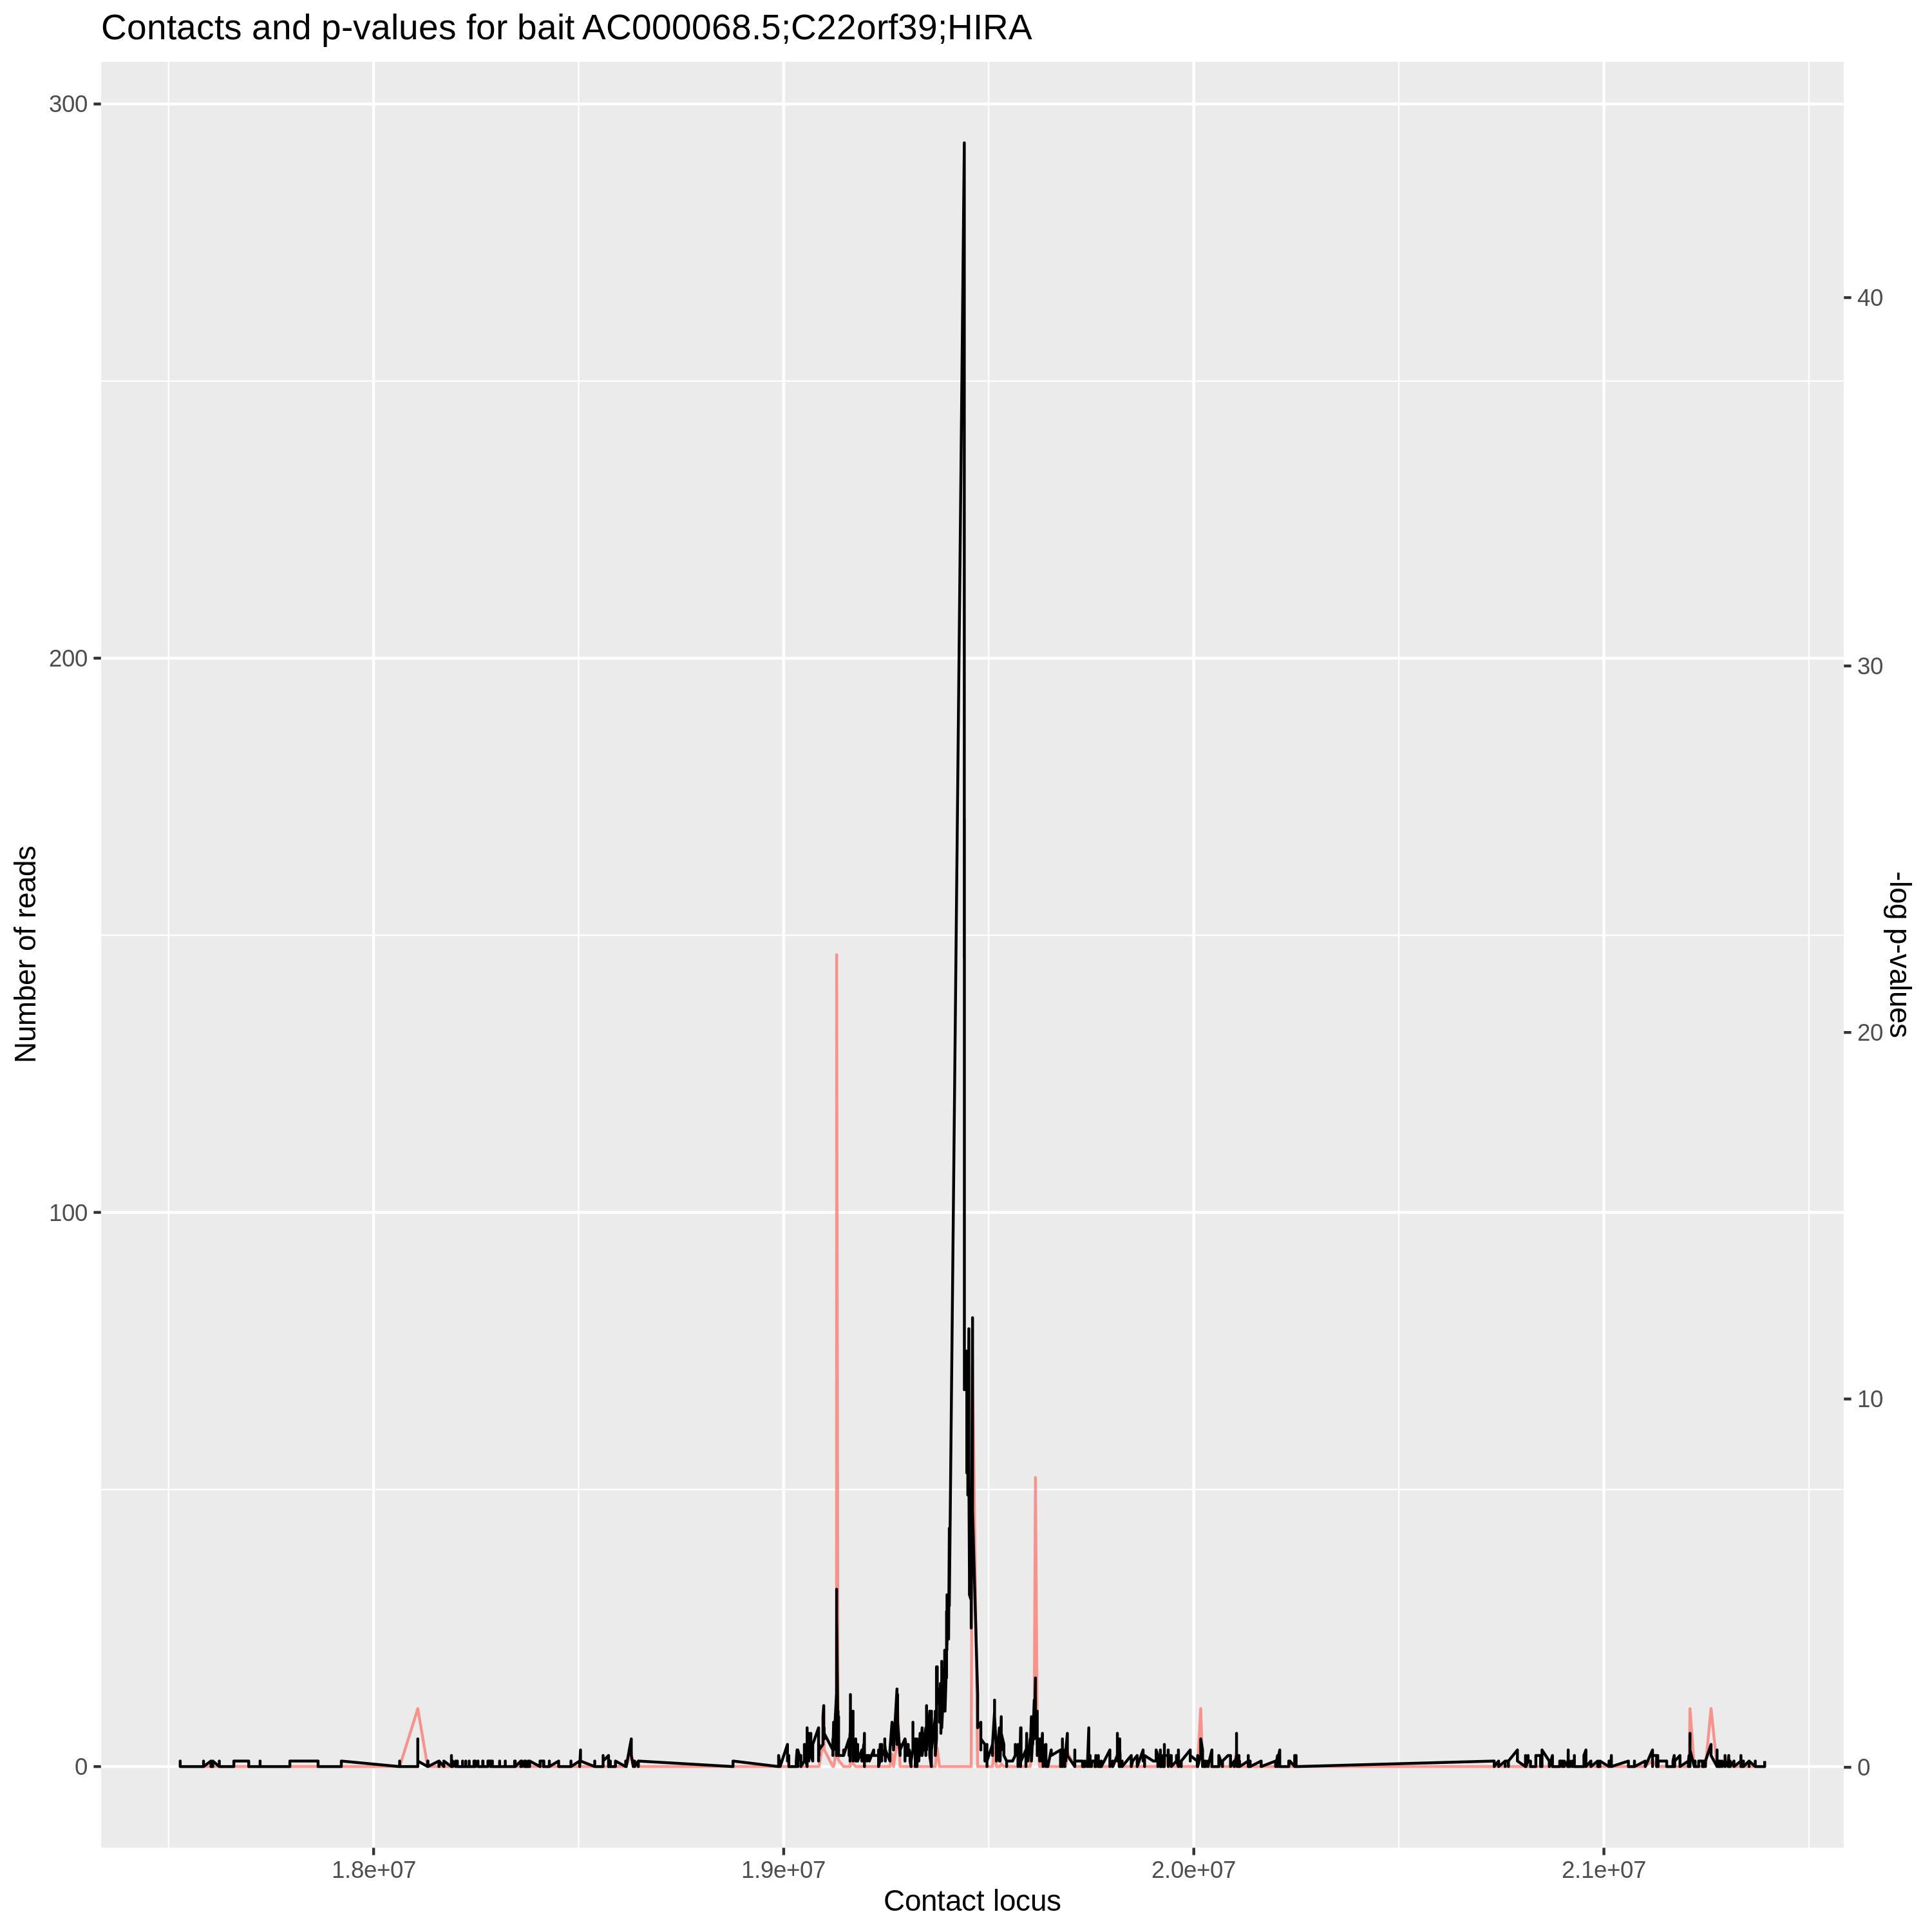 Contacts and p-values for bait AC000068.5;C22orf39;HIRA
300
200
100
0
Number of reads
40
30
20
10
0
-log p-values
1.8e+07
1.9e+07
2.0e+07
2.1e+07
Contact locus